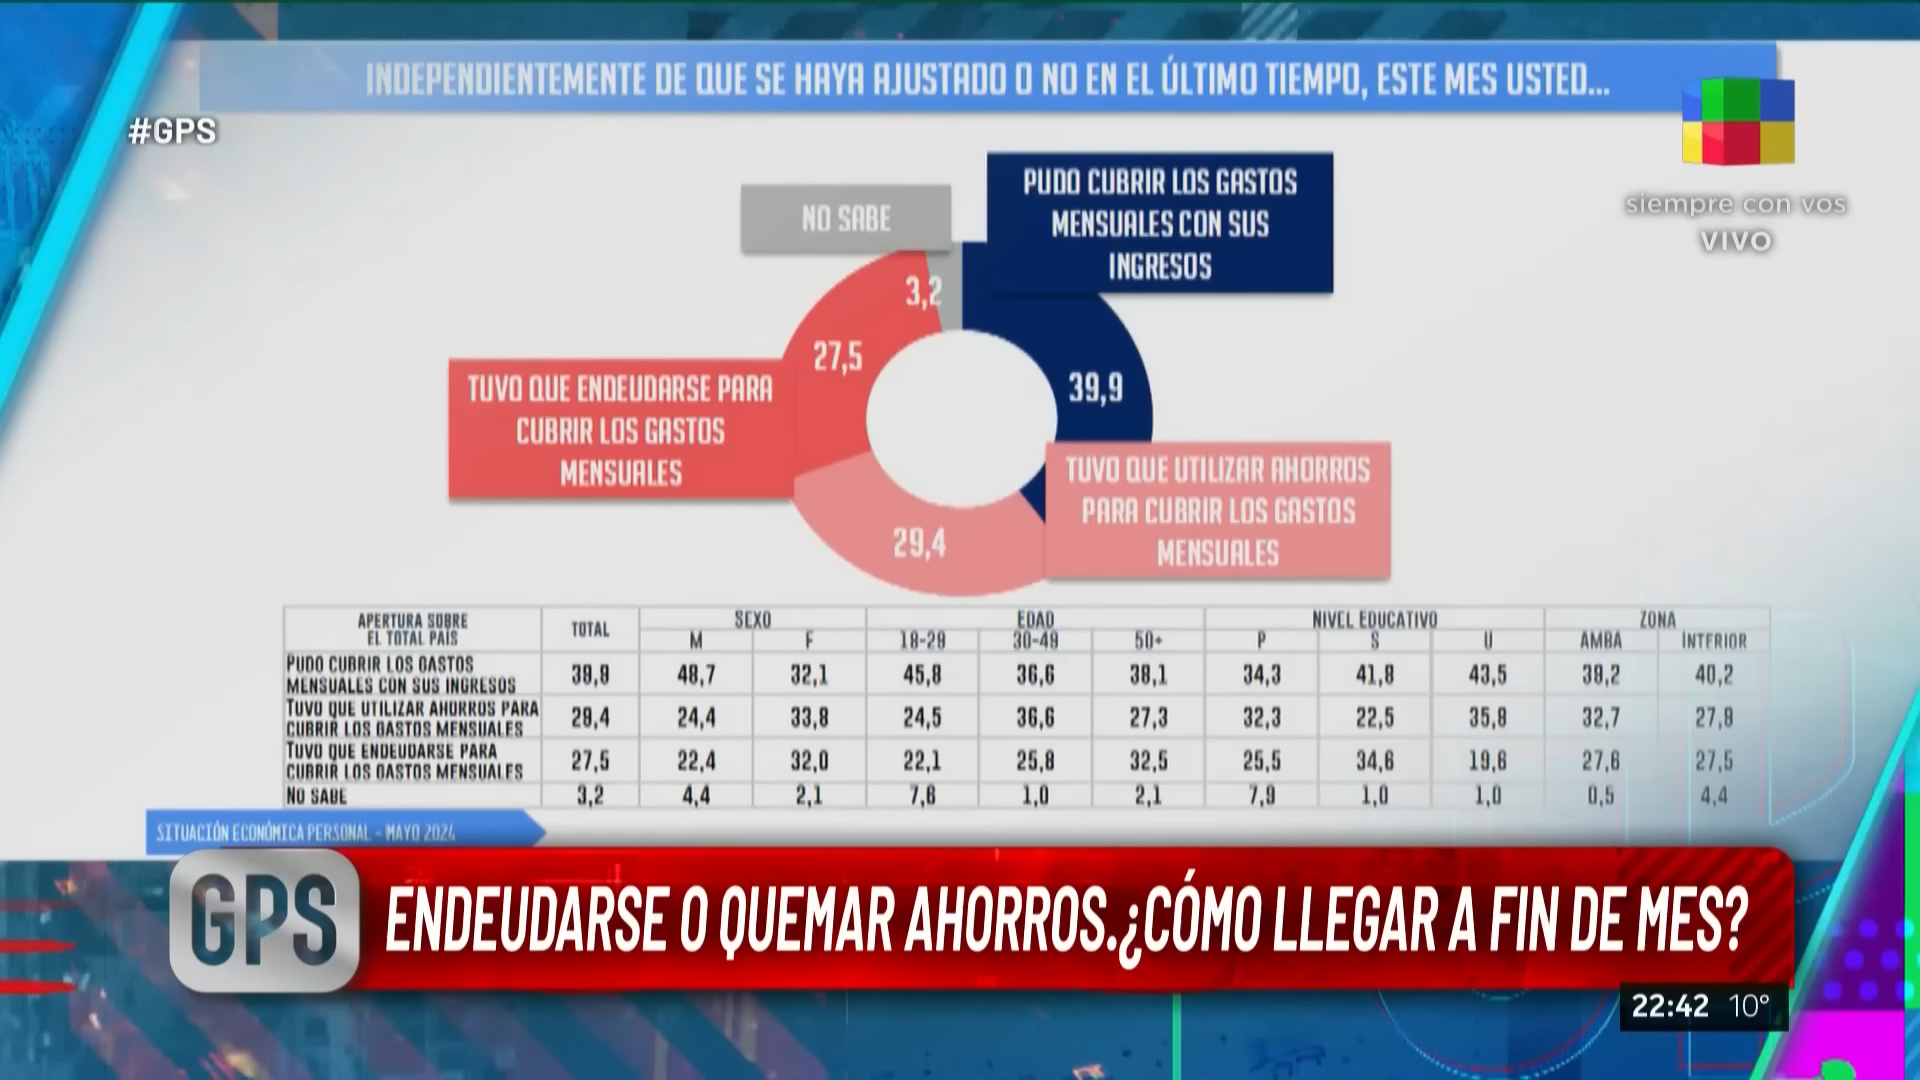 INDEPENDIENTEMENTE DE QUE SE HAYA AJUSTADO O NO EN EL ÚLTIMO TIEMPO, ESTE MES USTED...
#GPS
siempre con vos
VIVO
NO SABE
PUDO CUBRIR LOS GASTOS
MENSUALES CON SUS
INGRESOS
3,2
27,5
39,9
TUVO QUE ENDEUDARSE PARA
CUBRIR LOS GASTOS
MENSUALES
TUVO QUE UTILIZAR AHORROS
PARA CUBRIR LOS GASTOS
MENSUALES
29,4
APERTURA SOBRE
EL TOTAL PAÍS
TOTAL SEXO EDAD NIVEL EDUCATIVO ZONA
M F 18-29 30-49 50+ P S U AMBA INTERIOR
PUDO CUBRIR LOS GASTOS
MENSUALES CON SUS INGRESOS
39,9 48,7 32,1 45,8 36,6 38,1 34,3 41,8 43,5 39,2 40,2
TUVO QUE UTILIZAR AHORROS PARA
CUBRIR LOS GASTOS MENSUALES
29,4 24,4 33,8 24,5 36,6 27,3 32,3 22,5 35,8 32,7 27,9
TUVO QUE ENDEUDARSE PARA
CUBRIR LOS GASTOS MENSUALES
27,5 22,4 32,0 22,1 25,8 32,5 25,5 34,6 19,6 27,6 27,5
NO SABE 3,2 4,4 2,1 7,6 1,0 2,1 7,9 1,0 1,0 0,5 4,4
SITUACIÓN ECONÓMICA PERSONAL - MAYO 2024
GPS
ENDEUDARSE O QUEMAR AHORROS.¿CÓMO LLEGAR A FIN DE MES?
22:42 10°